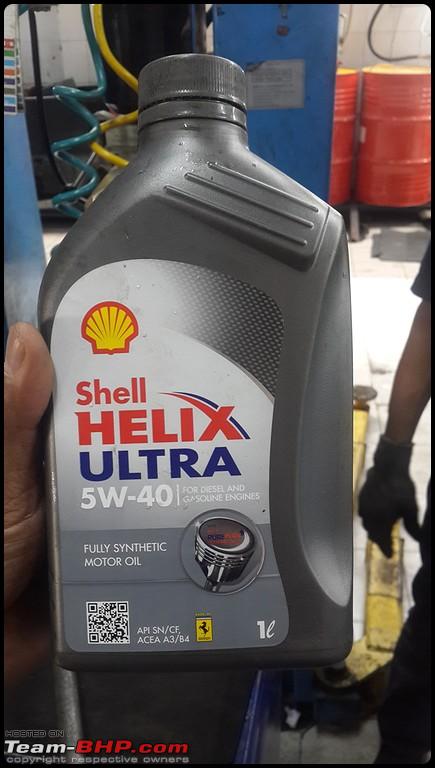 Shell
HELIX
ULTRA
5W-40
FOR DIESEL AND
GASOLINE ENGINES
FULLY SYNTHETIC
MOTOR OIL
API SN/CF,
ACEA A3/B4
1ℓ
HOSTED ON
Team-BHP.com
copyright respective owners